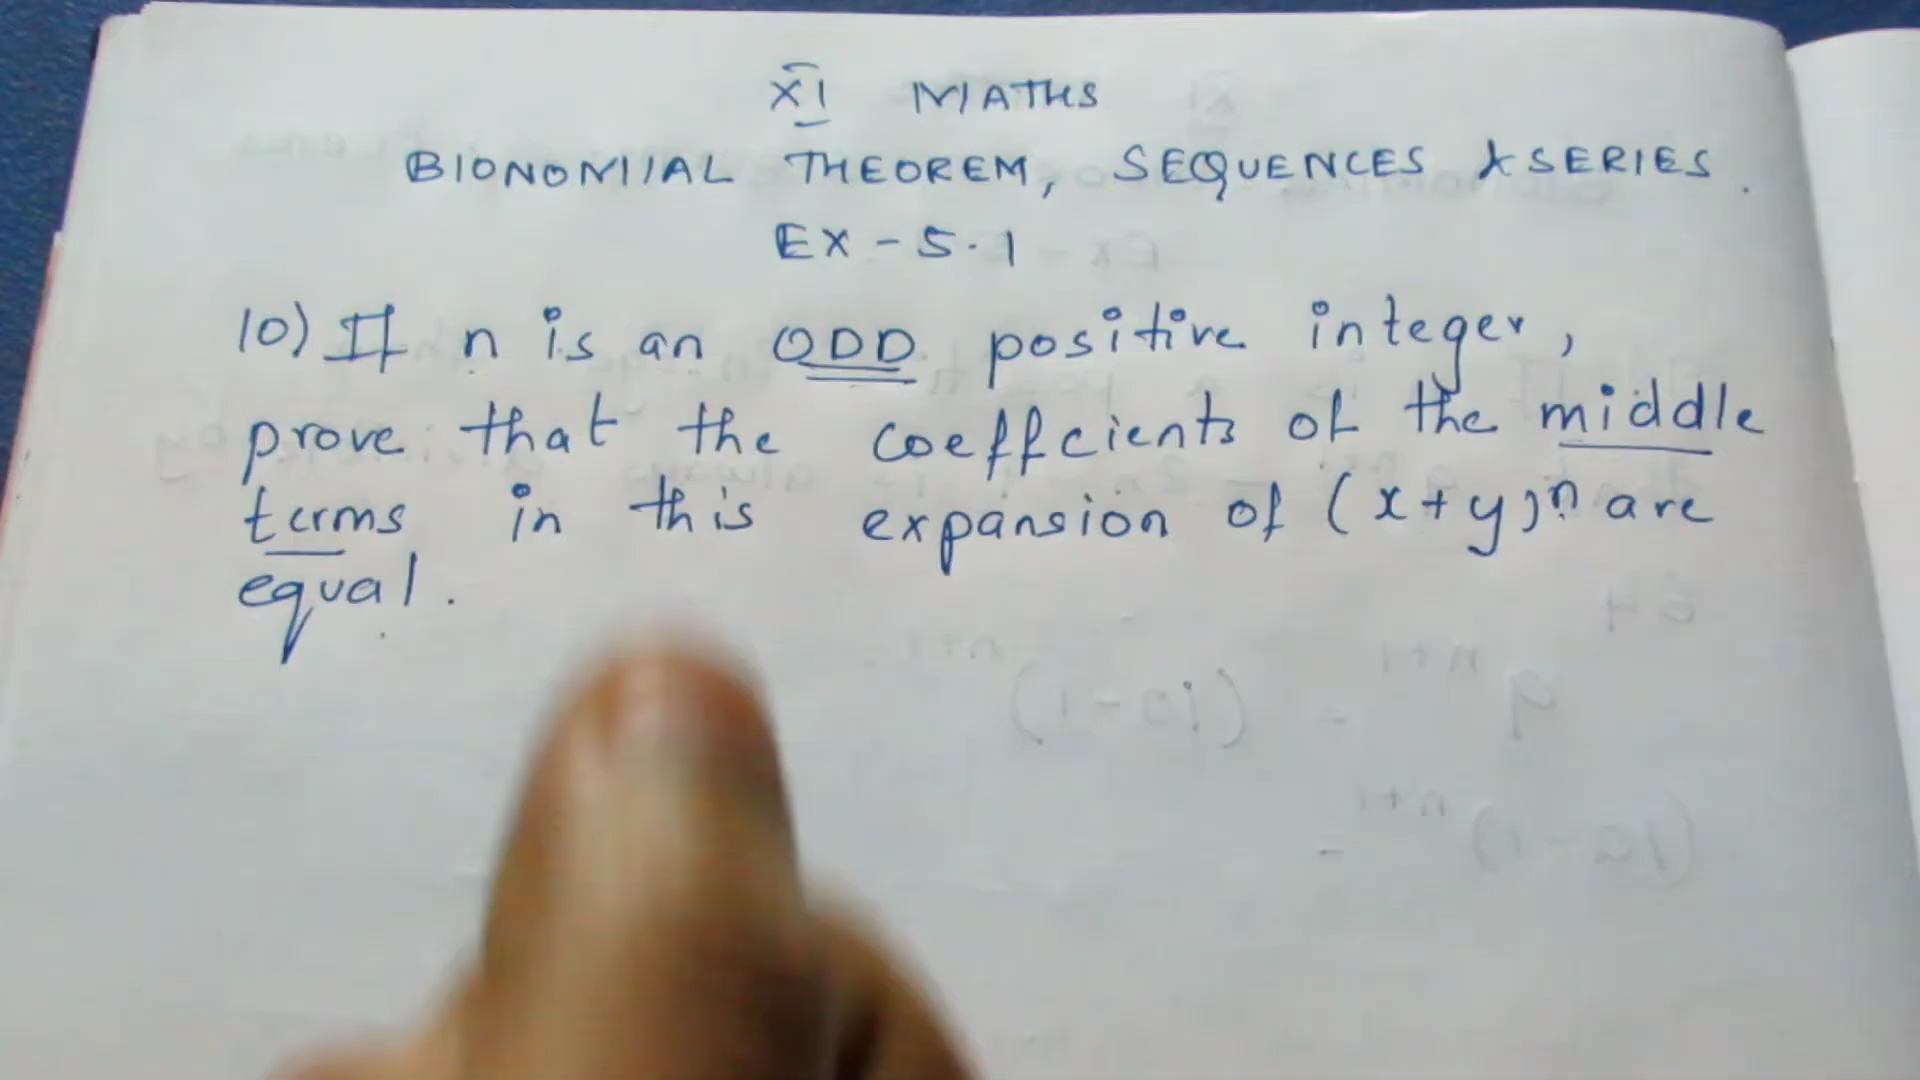 XI MATHS
BIONOMIAL THEOREM, SEQUENCES & SERIES.
EX - 5.1
10) If n is an ODD positive integer,
prove that the coeffcients of the middle
terms in this expansion of (x+y)ⁿ are
equal.